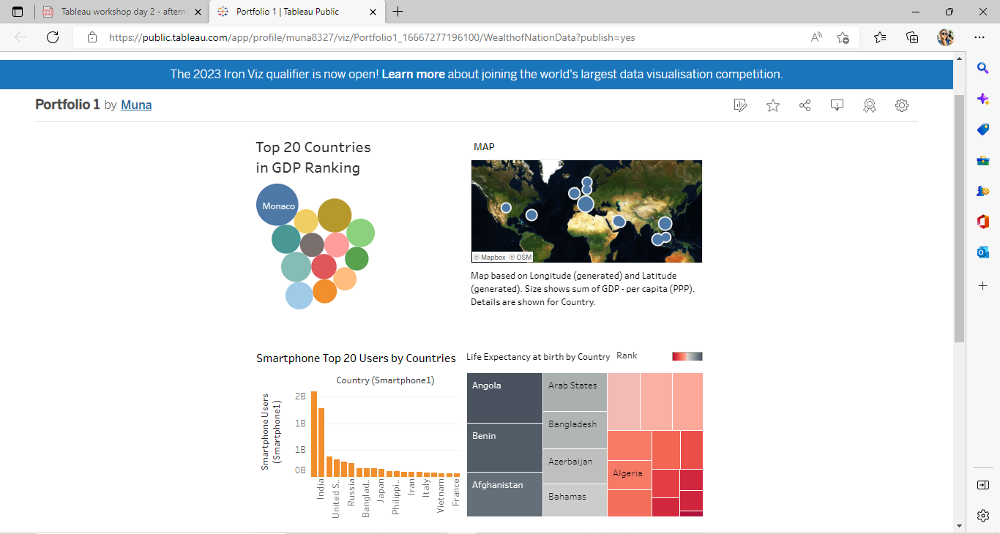 Tableau workshop day 2 - aftern
Portfolio 1 | Tableau Public
https://public.tableau.com/app/profile/muna8327/viz/Portfolio1_16667277196100/WealthofNationData?publish=yes
The 2023 Iron Viz qualifier is now open! Learn more about joining the world's largest data visualisation competition.
Portfolio 1 by Muna
Top 20 Countries
in GDP Ranking
Monaco
MAP
© Mapbox © OSM
Map based on Longitude (generated) and Latitude
(generated). Size shows sum of GDP - per capita (PPP).
Details are shown for Country.
Smartphone Top 20 Users by Countries
Country (Smartphone1)
Smartphone Users
(Smartphone1)
2B
1B
1B
0B
India
United S..
Russia
Banglad..
Japan
Philippi..
Iran
Italy
Vietnam
France
Life Expectancy at birth by Country
Rank
Angola
Benin
Afghanistan
Arab States
Bangladesh
Azerbaijan
Bahamas
Algeria